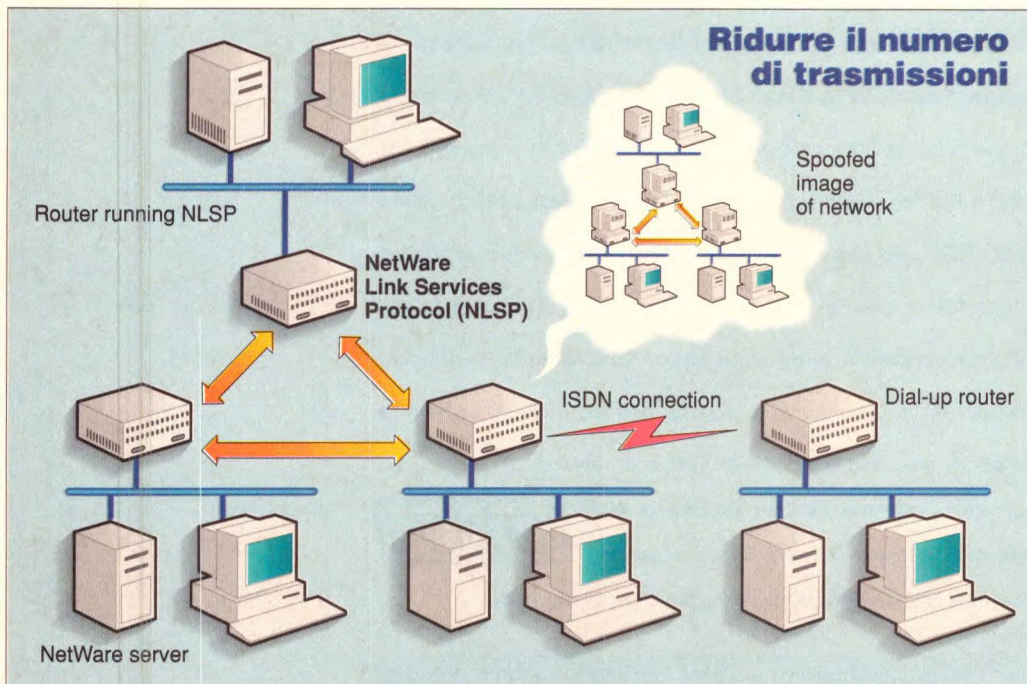 Ridurre il numero
di trasmissioni
Spoofed
image
of network
Router running NLSP
NetWare
Link Services
Protocol (NLSP)
ISDN connection
Dial-up router
NetWare server